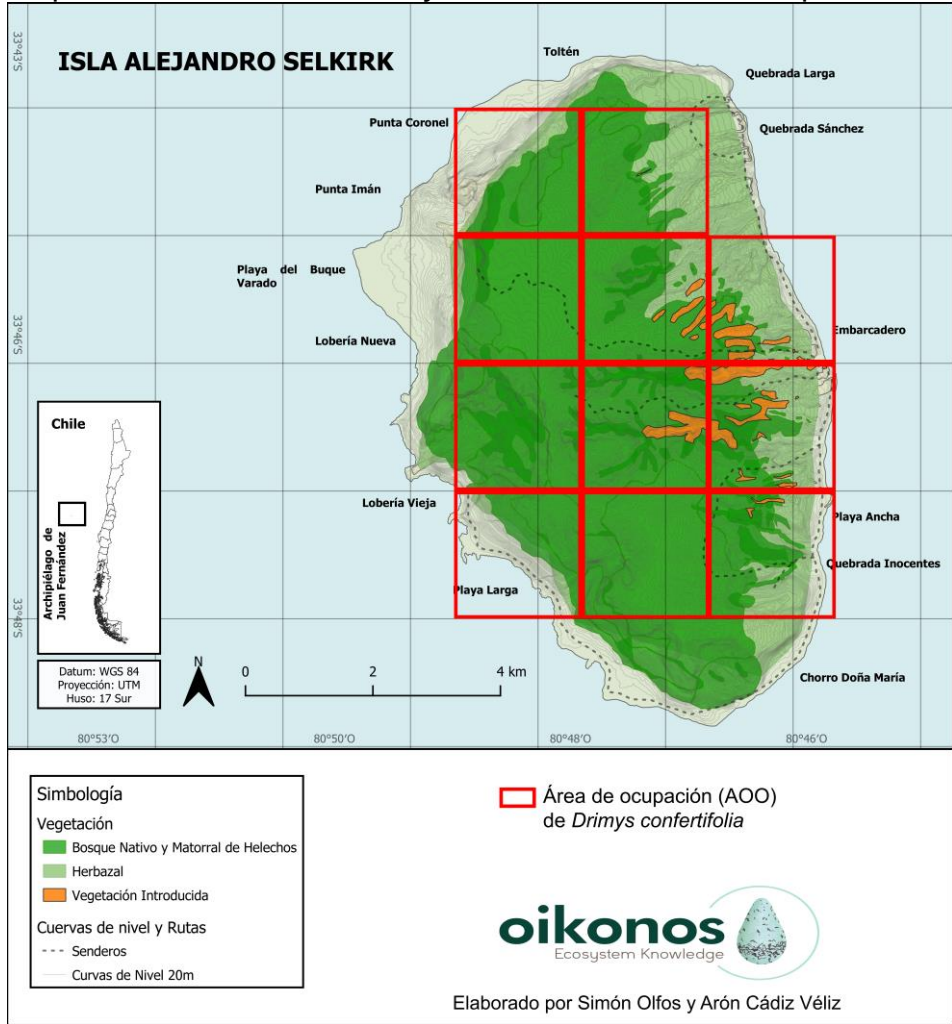 33°43'S
ISLA ALEJANDRO SELKIRK
Toltén
Quebrada Larga
Punta Coronel
Quebrada Sánchez
Punta Imán
Playa del Buque
Varado
Lobería Nueva
Embarcadero
33°46'S
Chile
Archipiélago de
Juan Fernández
Lobería Vieja
Playa Ancha
Quebrada Inocentes
Playa Larga
33°48'S
Datum: WGS 84
Proyección: UTM
Huso: 17 Sur
N
0 2 4 km
Chorro Doña María
80°53'O 80°50'O 80°48'O 80°46'O
Simbología
Vegetación
Bosque Nativo y Matorral de Helechos
Herbazal
Vegetación Introducida
Cuervas de nivel y Rutas
Senderos
Curvas de Nivel 20m
Área de ocupación (AOO)
de Drimys confertifolia
oikonos
Ecosystem Knowledge
Elaborado por Simón Olfos y Arón Cádiz Véliz